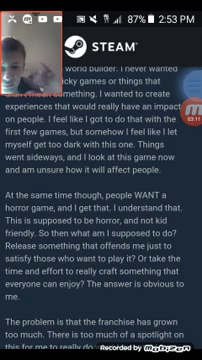 87% 2:53 PM
STEAM
world builder. I never wanted
icky games or things that
didn't mean something. I wanted to create
experiences that would really have an impact
on people. I feel like I got to do that with the
first few games, but somehow I feel like I let
myself get too dark with this one. Things
went sideways, and I look at this game now
and am unsure how it will affect people.
At the same time though, people WANT a
horror game, and I get that. I understand that.
This is supposed to be horror, and not kid
friendly. So then what am I supposed to do?
Release something that offends me just to
satisfy those who want to play it? Or take the
time and effort to really craft something that
everyone can enjoy? The answer is obvious to
me.
The problem is that the franchise has grown
too much. There is too much of a spotlight on
this for me to really do
03:11
RECORDED WITH
Mobizen